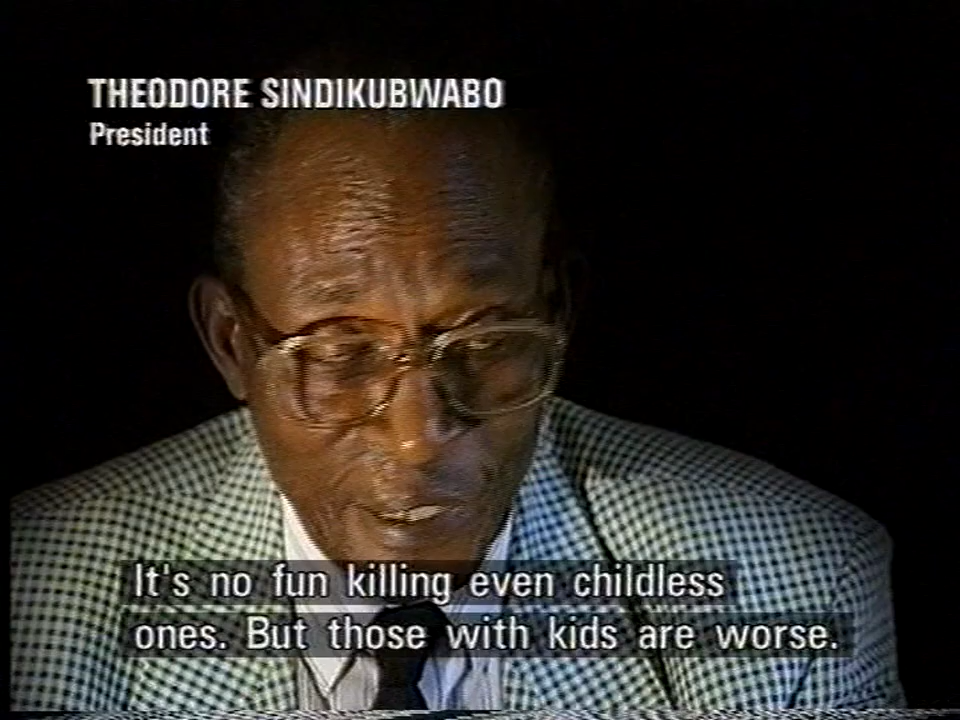 THEODORE SINDIKUBWABO
President
It's no fun killing even childless
ones. But those with kids are worse.